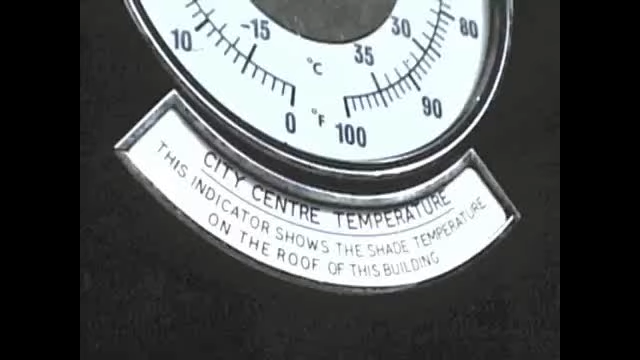 10 -15 °C 35 30 80
0 °F 100 90
CITY CENTRE TEMPERATURE
THIS INDICATOR SHOWS THE SHADE TEMPERATURE
ON THE ROOF OF THIS BUILDING